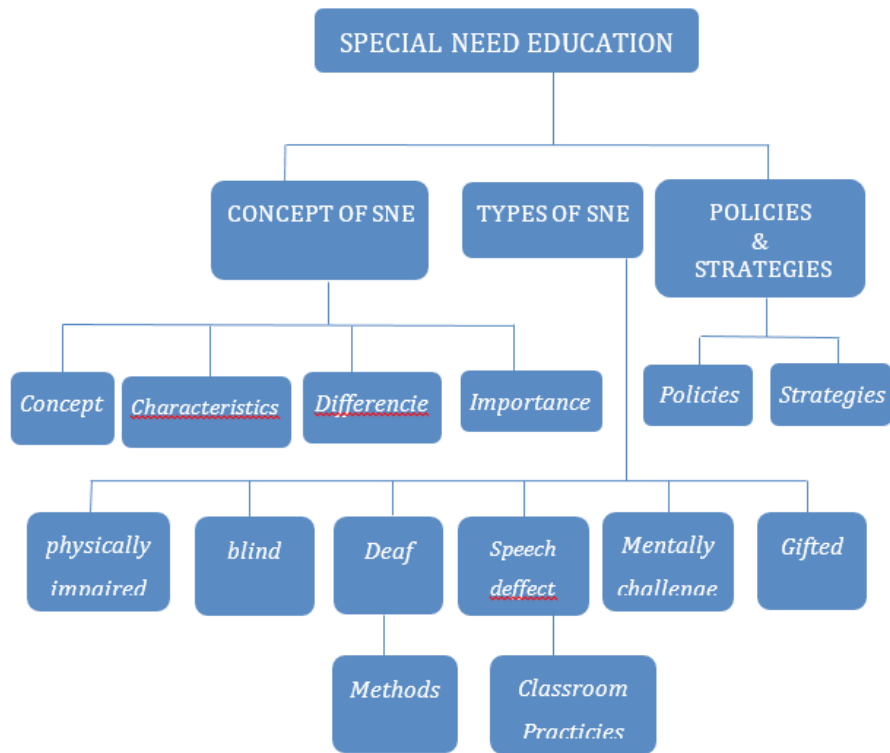 SPECIAL NEED EDUCATION
CONCEPT OF SNE
TYPES OF SNE
POLICIES
&
STRATEGIES
Concept
Characteristics
Differencie
Importance
Policies
Strategies
physically
impaired
blind
Deaf
Speech
deffect
Mentally
challenge
Gifted
Methods
Classroom
Practicies